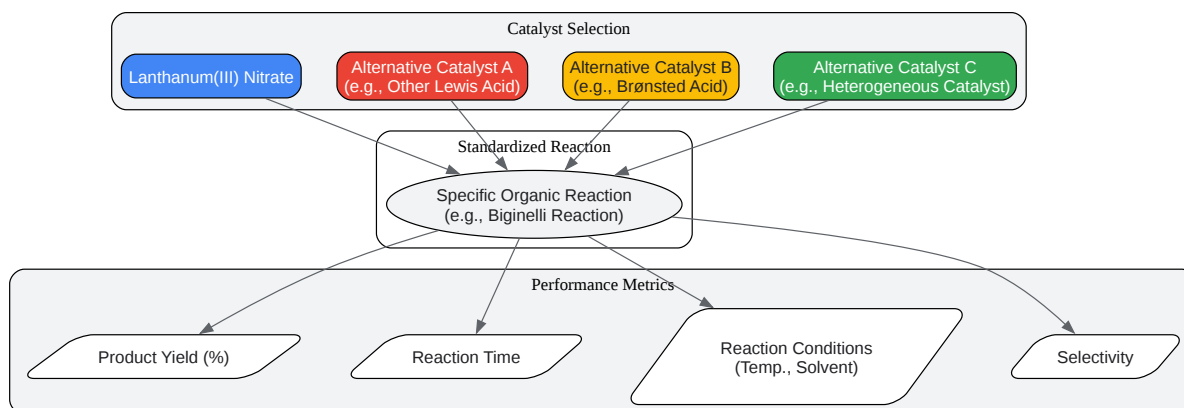 Catalyst Selection
Lanthanum(III) Nitrate
Alternative Catalyst A
(e.g., Other Lewis Acid)
Alternative Catalyst B
(e.g., Brønsted Acid)
Alternative Catalyst C
(e.g., Heterogeneous Catalyst)
Standardized Reaction
Specific Organic Reaction
(e.g., Biginelli Reaction)
Performance Metrics
Product Yield (%)
Reaction Time
Reaction Conditions
(Temp., Solvent)
Selectivity